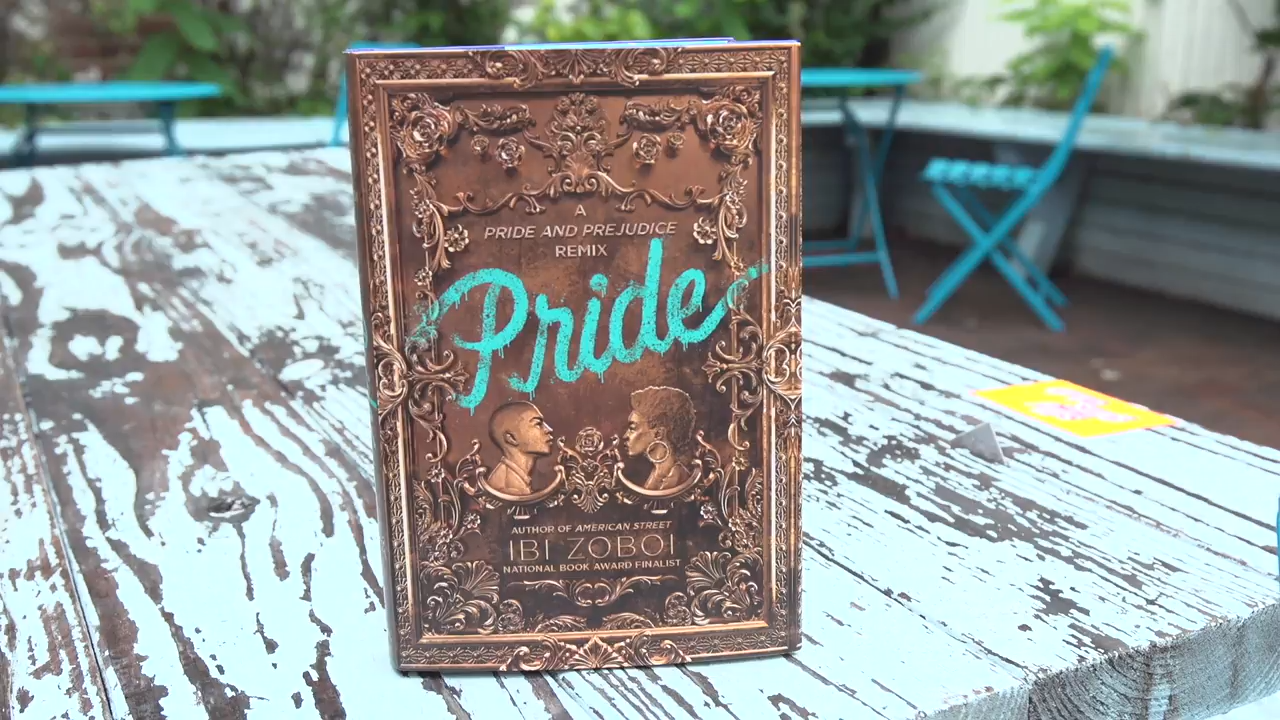 A
PRIDE AND PREJUDICE
REMIX
Pride
AUTHOR OF AMERICAN STREET
IBI ZOBOI
NATIONAL BOOK AWARD FINALIST